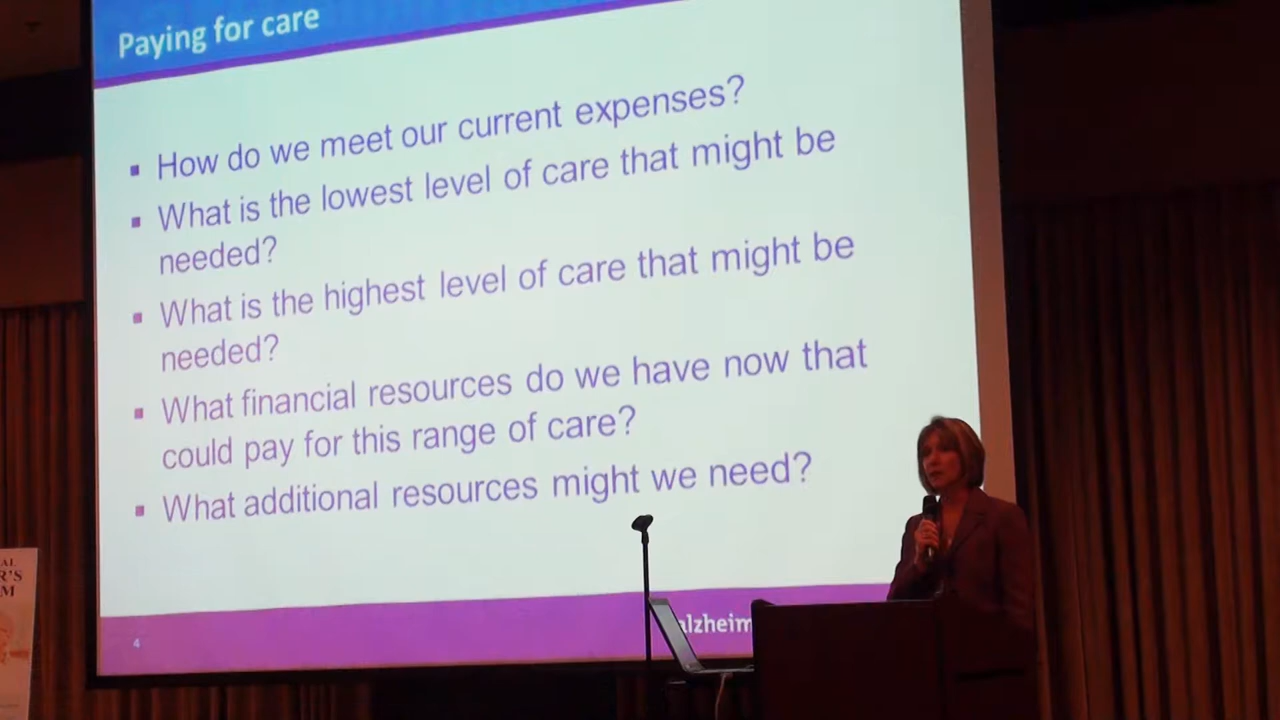 Paying for care
▪ How do we meet our current expenses?
▪ What is the lowest level of care that might be
needed?
▪ What is the highest level of care that might be
needed?
▪ What financial resources do we have now that
could pay for this range of care?
▪ What additional resources might we need?
4
alzheim
AL
R'S
M